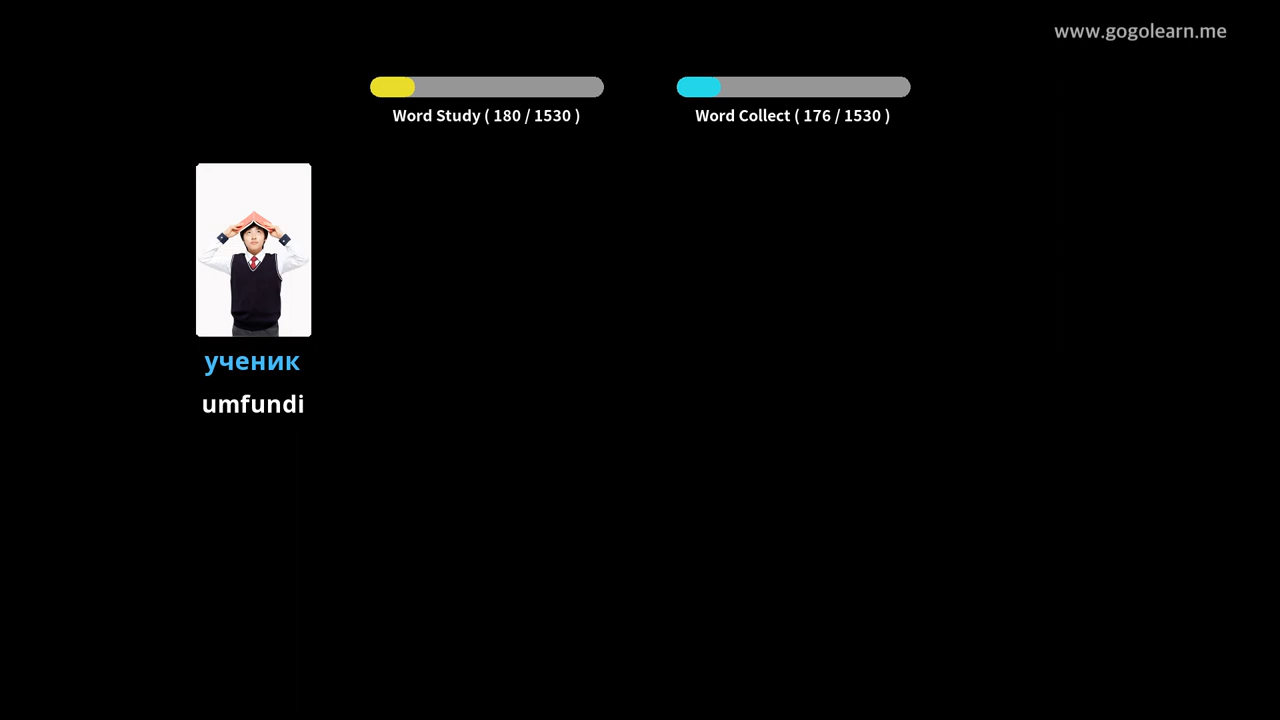 www.gogolearn.me
Word Study ( 180 / 1530 )
Word Collect ( 176 / 1530 )
ученик
umfundi